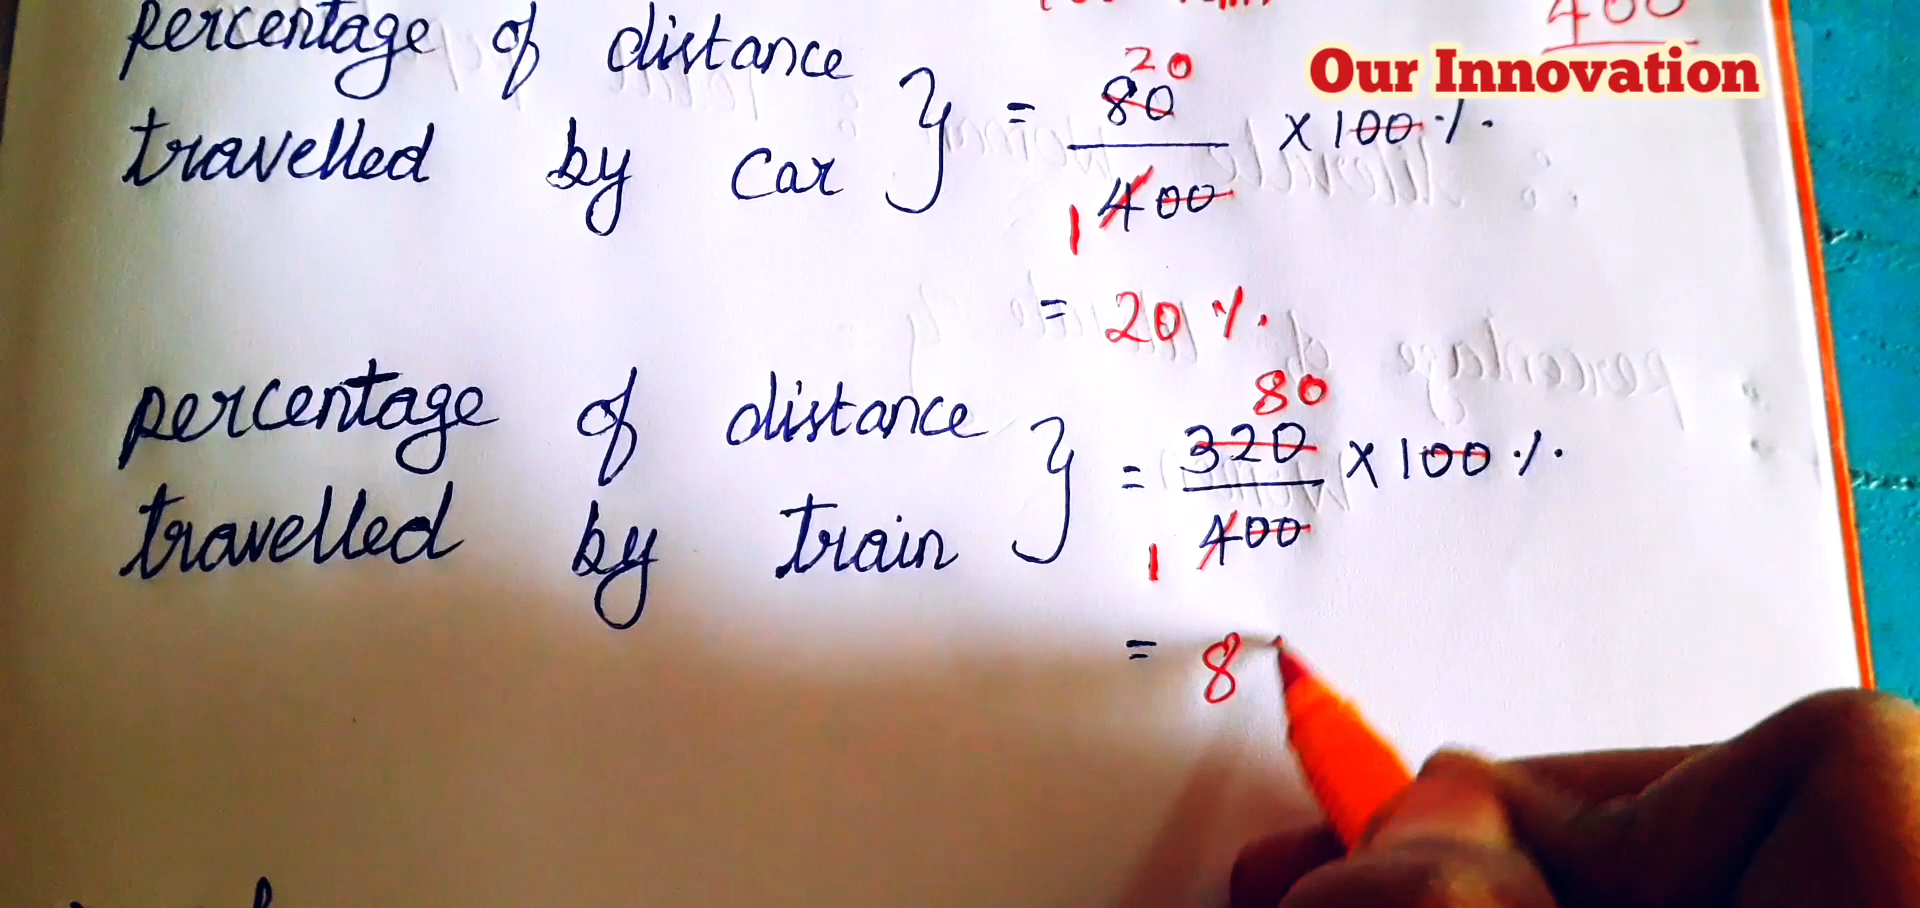 400
Our Innovation
percentage of distance
travelled by car } = 80/400 × 100 %.
20
1
= 20 %.
percentage of distance
travelled by train } = 320/400 × 100 %.
80
1
= 8